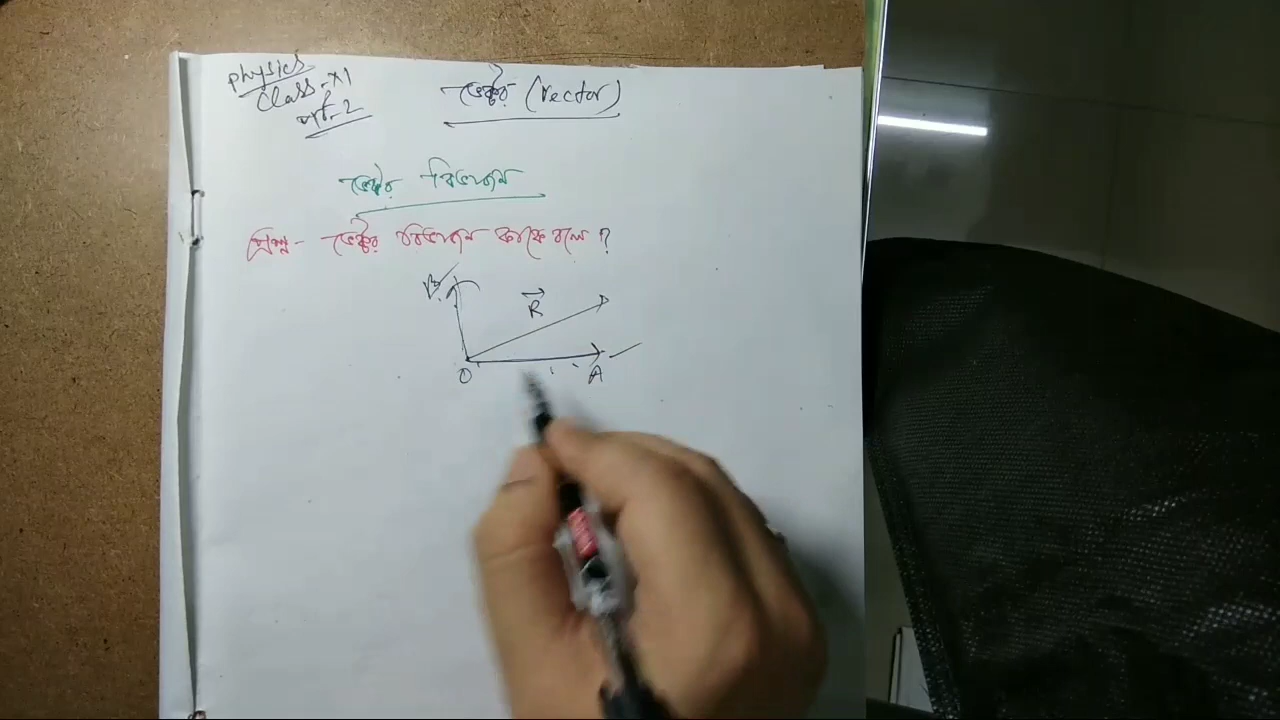 physics
Class-XI
ভেক্টর (vector)
part-2
ভেক্টর বিভাজন
প্রশ্ন- ভেক্টর বিভাজন কাকে বলে ?
B
R
O
A